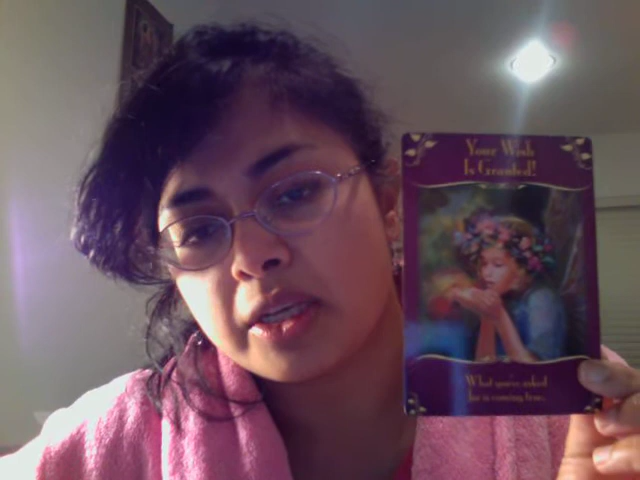 Your Wish
Is Granted!
What you've asked
for is coming true.